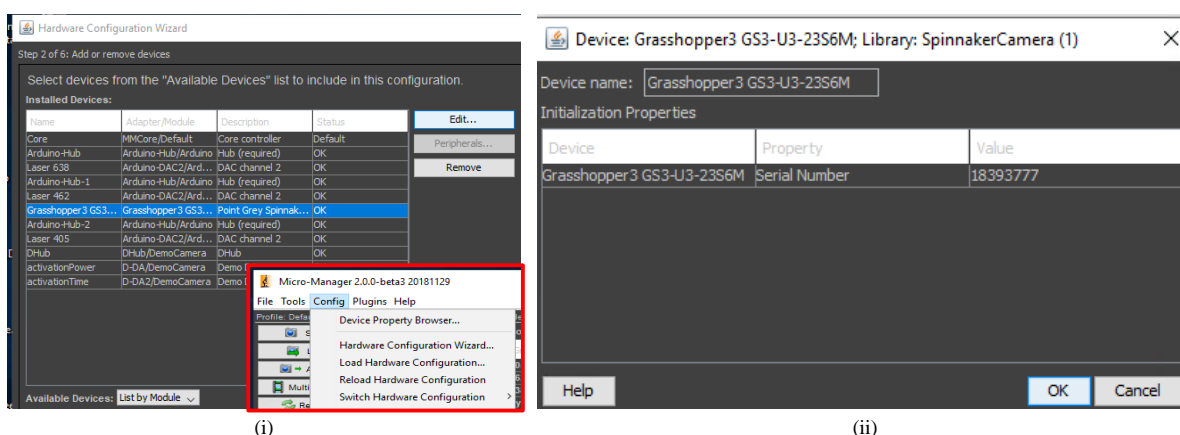 Hardware Configuration Wizard
Step 2 of 6: Add or remove devices
Select devices from the "Available Devices" list to include in this configuration.
Installed Devices:
Name Adapter/Module Description Status
Core MMCore/Default Core controller Default
Arduino-Hub Arduino-Hub/Arduino Hub (required) OK
Laser 638 Arduino-DAC2/Ard... DAC channel 2 OK
Arduino-Hub-1 Arduino-Hub/Arduino Hub (required) OK
Laser 462 Arduino-DAC2/Ard... DAC channel 2 OK
Grasshopper3 GS3... Grasshopper3 GS3... Point Grey Spinnak... OK
Arduino-Hub-2 Arduino-Hub/Arduino Hub (required) OK
Laser 405 Arduino-DAC2/Ard... DAC channel 2 OK
DHub DHub/DemoCamera DHub OK
activationPower D-DA/DemoCamera Demo
activationTime D-DA2/DemoCamera Demo
Edit...
Peripherals...
Remove
Available Devices: List by Module
Micro-Manager 2.0.0-beta3 20181129
File Tools Config Plugins Help
Profile: Defa
Device Property Browser...
Hardware Configuration Wizard...
Load Hardware Configuration...
Reload Hardware Configuration
Switch Hardware Configuration >
Multi
Re
(i)
Device: Grasshopper3 GS3-U3-23S6M; Library: SpinnakerCamera (1)
Device name: Grasshopper3 GS3-U3-23S6M
Initialization Properties
Device Property Value
Grasshopper3 GS3-U3-23S6M Serial Number 18393777
Help OK Cancel
(ii)